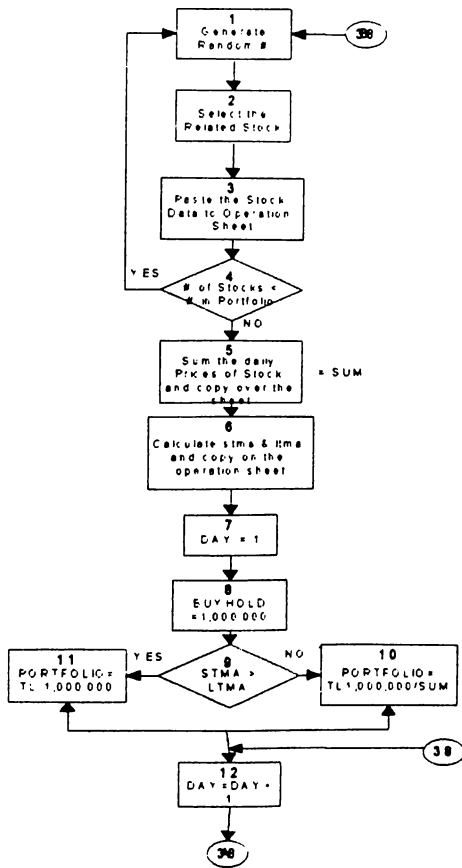 1
Generate
Random #
2
Select the
Related Stock
3
Paste the Stock
Data to Operation
Sheet
YES
4
# of Stocks <
# in Portfolio
NO
5
Sum the daily
Prices of Stock
and copy over the
sheet
= SUM
6
Calculate stma & ltma
and copy on the
operation sheet
7
DAY = 1
8
BUYHOLD
=1,000,000
11
PORTFOLIO=
TL 1,000,000
YES
9
STMA >
LTMA
NO
10
PORTFOLIO=
TL1,000,000/SUM
3B
12
DAY=DAY+
1